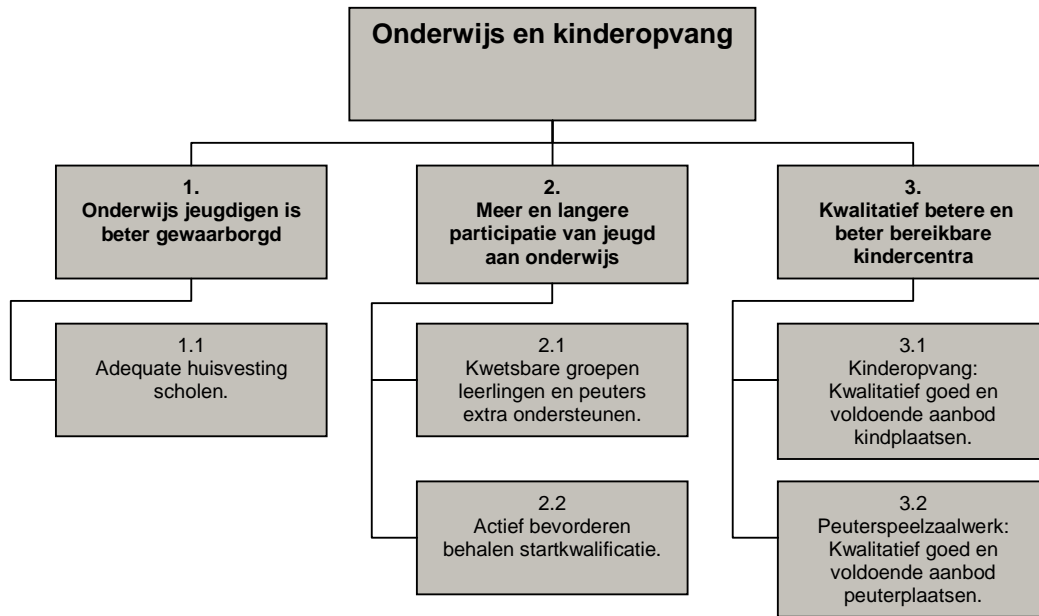 Onderwijs en kinderopvang
1.
Onderwijs jeugdigen is
beter gewaarborgd
2.
Meer en langere
participatie van jeugd
aan onderwijs
3.
Kwalitatief betere en
beter bereikbare
kindercentra
1.1
Adequate huisvesting
scholen.
2.1
Kwetsbare groepen
leerlingen en peuters
extra ondersteunen.
3.1
Kinderopvang:
Kwalitatief goed en
voldoende aanbod
kindplaatsen.
2.2
Actief bevorderen
behalen startkwalificatie.
3.2
Peuterspeelzaalwerk:
Kwalitatief goed en
voldoende aanbod
peuterplaatsen.